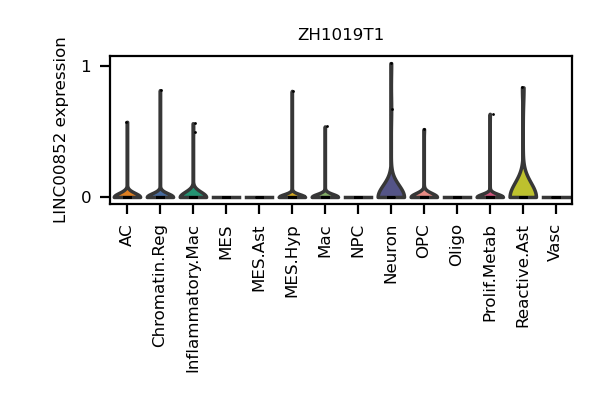 ZH1019T1
LINC00852 expression
1
0
AC
Chromatin.Reg
Inflammatory.Mac
MES
MES.Ast
MES.Hyp
Mac
NPC
Neuron
OPC
Oligo
Prolif.Metab
Reactive.Ast
Vasc